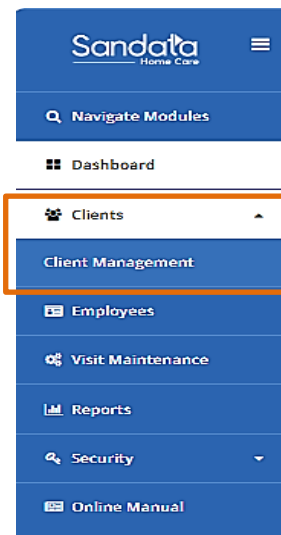 Sandata
Home Care
Navigate Modules
Dashboard
Clients
Client Management
Employees
Visit Maintenance
Reports
Security
Online Manual